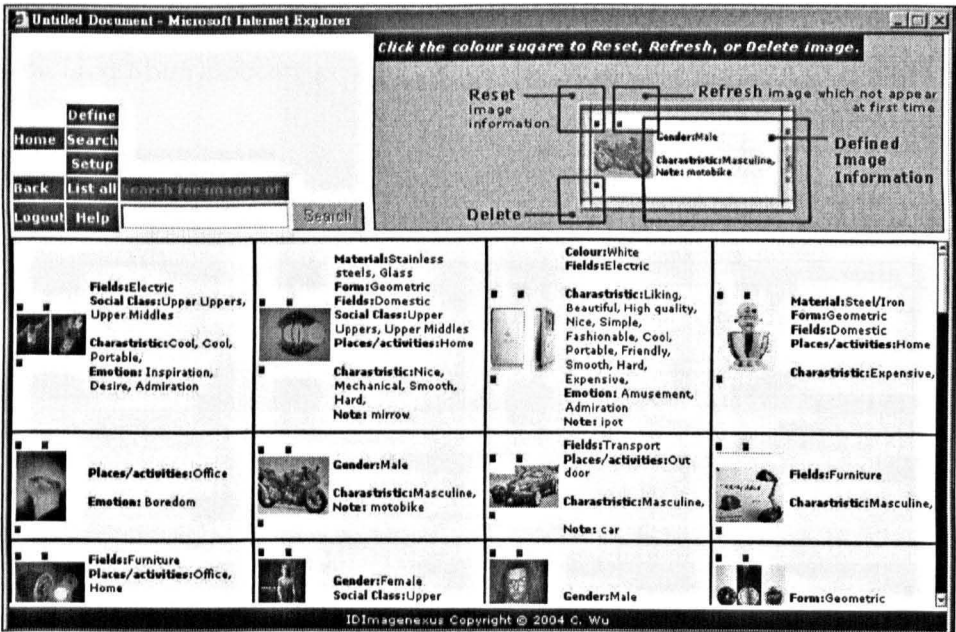 Untitled Document - Microsoft Internet Explorer
Click the colour suqare to Reset, Refresh, or Delete image.
Reset
image
information
Refresh image which not appear
at first time
Gender:Male
Charastristic:Masculine,
Note: motobike
Defined
Image
Information
Delete
Define
Home Search
Setup
Back List all Search for images of
Logout Help Search
Fields:Electric
Social Class:Upper Uppers,
Upper Middles
Charastristic:Cool, Cool,
Portable,
Emotion: Inspiration,
Desire, Admiration
Material:Stainless
steels, Glass
Form:Geometric
Fields:Domestic
Social Class:Upper
Uppers, Upper Middles
Places/activities:Home
Charastristic:Nice,
Mechanical, Smooth,
Hard,
Note: mirrow
Colour:White
Fields:Electric
Charastristic:Liking,
Beautiful, High quality,
Nice, Simple,
Fashionable, Cool,
Portable, Friendly,
Smooth, Hard,
Expensive,
Emotion: Amusement,
Admiration
Note: ipot
Material:Steel/Iron
Form:Geometric
Fields:Domestic
Places/activities:Home
Charastristic:Expensive,
Places/activities:Office
Emotion: Boredom
Gender:Male
Charastristic:Masculine,
Note: motobike
Fields:Transport
Places/activities:Out
door
Charastristic:Masculine,
Note: car
Fields:Furniture
Charastristic:Masculine,
Fields:Furniture
Places/activities:Office,
Home
Gender:Female
Social Class:Upper
Gender:Male
Form:Geometric
IDImagenexus Copyright © 2004 C. Wu